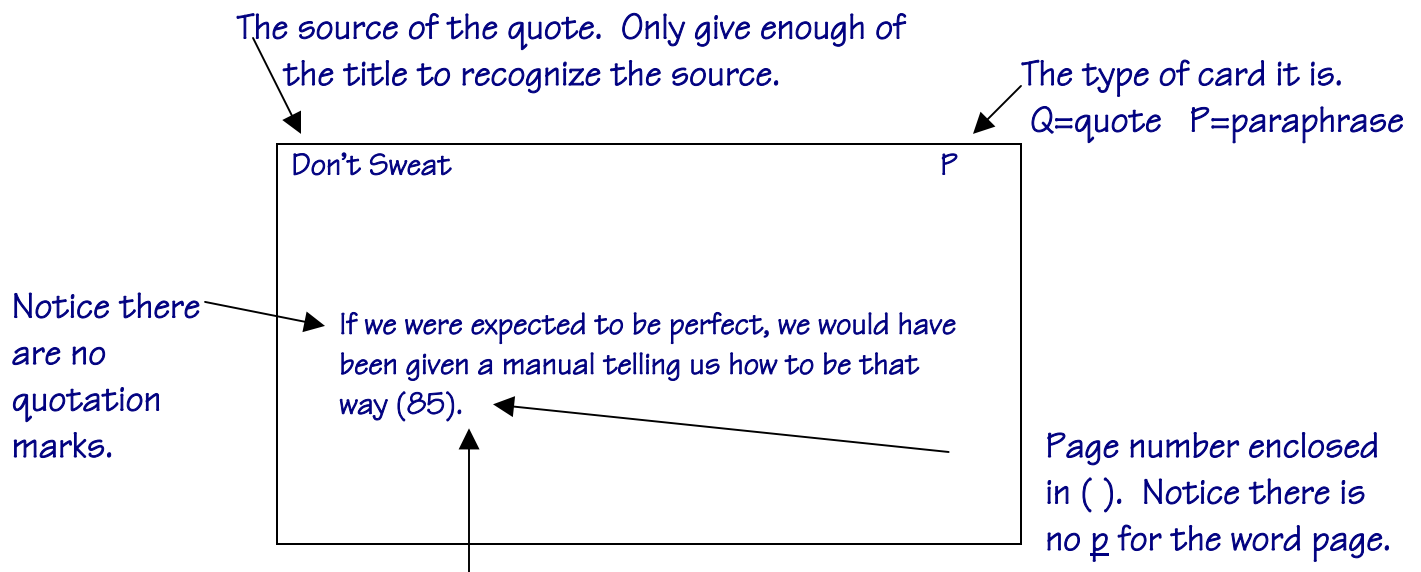 The source of the quote.  Only give enough of
the title to recognize the source.
The type of card it is.
Q=quote   P=paraphrase
Don't Sweat
P
Notice there
are no
quotation
marks.
If we were expected to be perfect, we would have
been given a manual telling us how to be that
way (85).
Page number enclosed
in ( ).  Notice there is
no p for the word page.